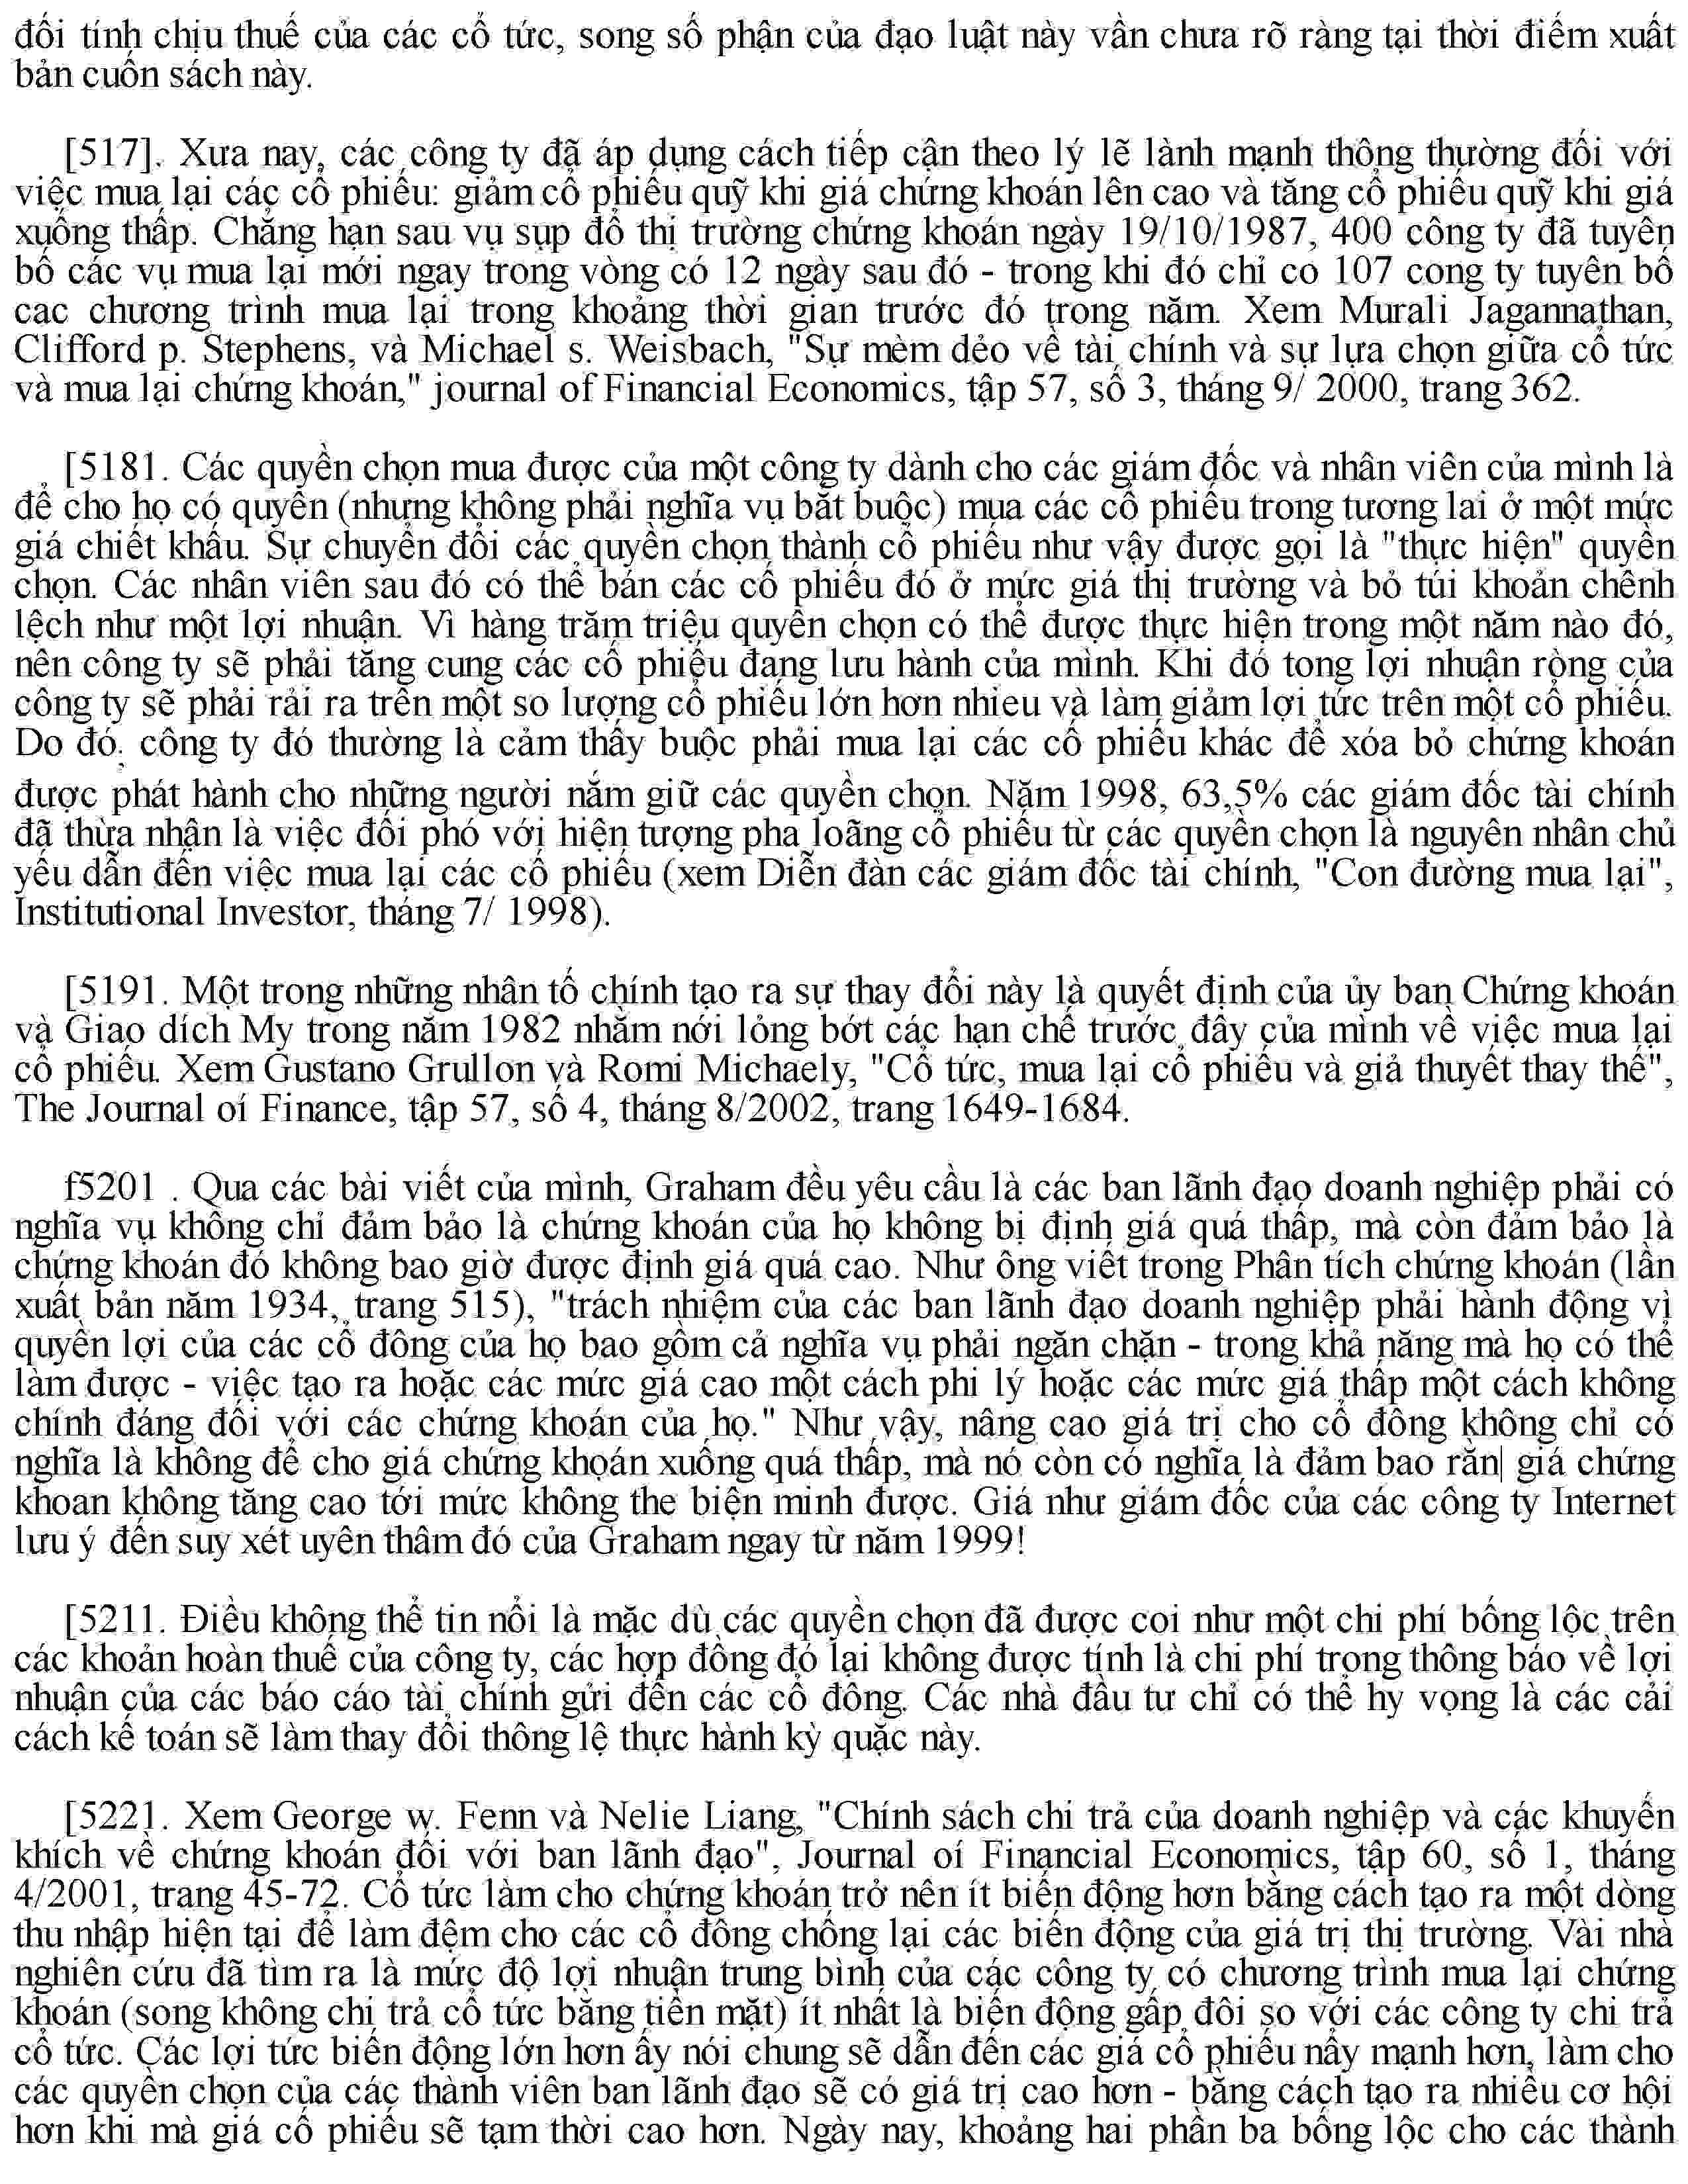 đối tính chịu thuế của các cổ tức, song số phận của đạo luật này vần chưa rõ ràng tại thời điểm xuất
bản cuốn sách này.
[517]. Xưa nay, các công ty đã áp dụng cách tiếp cận theo lý lẽ lành mạnh thông thường đối với
việc mua lại các cổ phiếu: giảm cổ phiếu quỹ khi giá chứng khoán lên cao và tăng cổ phiếu quỹ khi giá
xuống thấp. Chẳng hạn sau vụ sụp đổ thị trường chứng khoán ngày 19/10/1987, 400 công ty đã tuyên
bố các vụ mua lại mới ngay trong vòng có 12 ngày sau đó - trong khi đó chỉ co 107 cong ty tuyên bố
cac chương trình mua lại trong khoảng thời gian trước đó trong năm. Xem Murali Jagannathan,
Clifford p. Stephens, và Michael s. Weisbach, "Sự mèm dẻo về tài chính và sự lựa chọn giữa cổ tức
và mua lại chứng khoán," journal of Financial Economics, tập 57, số 3, tháng 9/ 2000, trang 362.
[5181. Các quyền chọn mua được của một công ty dành cho các giám đốc và nhân viên của mình là
để cho họ có quyền (nhưng không phải nghĩa vụ bắt buộc) mua các cổ phiếu trong tương lai ở một mức
giá chiết khấu. Sự chuyển đổi các quyền chọn thành cổ phiếu như vậy được gọi là "thực hiện" quyền
chọn. Các nhân viên sau đó có thể bán các cổ phiếu đó ở mức giá thị trường và bỏ túi khoản chênh
lệch như một lợi nhuận. Vì hàng trăm triệu quyền chọn có thể được thực hiện trong một năm nào đó,
nên công ty sẽ phải tăng cung các cổ phiếu đang lưu hành của mình. Khi đó tong lợi nhuận ròng của
công ty sẽ phải rải ra trên một so lượng cổ phiếu lớn hơn nhieu và làm giảm lợi tức trên một cổ phiếu.
Do đó, công ty đó thường là cảm thấy buộc phải mua lại các cổ phiếu khác để xóa bỏ chứng khoán
được phát hành cho những người nắm giữ các quyền chọn. Năm 1998, 63,5% các giám đốc tài chính
đã thừa nhận là việc đối phó với hiện tượng pha loãng cổ phiếu từ các quyền chọn là nguyên nhân chủ
yếu dẫn đến việc mua lại các cổ phiếu (xem Diễn đàn các giám đốc tài chính, "Con đường mua lại",
Institutional Investor, tháng 7/ 1998).
[5191. Một trong những nhân tố chính tạo ra sự thay đổi này là quyết định của ủy ban Chứng khoán
và Giao dích My trong năm 1982 nhằm nới lỏng bớt các hạn chế trước đây của mình về việc mua lại
cổ phiếu. Xem Gustano Grullon và Romi Michaely, "Cổ tức, mua lại cổ phiếu và giả thuyết thay thế",
The Journal oí Finance, tập 57, số 4, tháng 8/2002, trang 1649-1684.
f5201 . Qua các bài viết của mình, Graham đều yêu cầu là các ban lãnh đạo doanh nghiệp phải có
nghĩa vụ không chỉ đảm bảo là chứng khoán của họ không bị định giá quá thấp, mà còn đảm bảo là
chứng khoán đó không bao giờ được định giá quá cao. Như ông viết trong Phân tích chứng khoán (lần
xuất bản năm 1934, trang 515), "trách nhiệm của các ban lãnh đạo doanh nghiệp phải hành động vì
quyền lợi của các cổ đông của họ bao gồm cả nghĩa vụ phải ngăn chặn - trong khả năng mà họ có thể
làm được - việc tạo ra hoặc các mức giá cao một cách phi lý hoặc các mức giá thấp một cách không
chính đáng đối với các chứng khoán của họ." Như vậy, nâng cao giá trị cho cổ đông không chỉ có
nghĩa là không để cho giá chứng khoán xuống quá thấp, mà nó còn có nghĩa là đảm bao răn| giá chứng
khoan không tăng cao tới mức không the biện minh được. Giá như giám đốc của các công ty Internet
lưu ý đến suy xét uyên thâm đó của Graham ngay từ năm 1999!
[5211. Điều không thể tin nổi là mặc dù các quyền chọn đã được coi như một chi phí bổng lộc trên
các khoản hoàn thuế của công ty, các hợp đồng đó lại không được tính là chi phí trong thông báo về lợi
nhuận của các báo cáo tài chính gửi đến các cổ đông. Các nhà đầu tư chỉ có thể hy vọng là các cải
cách kế toán sẽ làm thay đổi thông lệ thực hành kỳ quặc này.
[5221. Xem George w. Fenn và Nelie Liang, "Chính sách chi trả của doanh nghiệp và các khuyến
khích về chứng khoán đối với ban lãnh đạo", Journal oí Financial Economics, tập 60, số 1, tháng
4/2001, trang 45-72. Cổ tức làm cho chứng khoán trở nên ít biến động hơn bằng cách tạo ra một dòng
thu nhập hiện tại để làm đệm cho các cổ đông chống lại các biến động của giá trị thị trường. Vài nhà
nghiên cứu đã tìm ra là mức độ lợi nhuận trung bình của các công ty có chương trình mua lại chứng
khoán (song không chi trả cổ tức bằng tiền mặt) ít nhất là biến động gấp đôi so với các công ty chi trả
cổ tức. Các lợi tức biến động lớn hơn ấy nói chung sẽ dẫn đến các giá cổ phiếu nẩy mạnh hơn, làm cho
các quyền chọn của các thành viên ban lãnh đạo sẽ có giá trị cao hơn - bằng cách tạo ra nhiều cơ hội
hơn khi mà giá cổ phiếu sẽ tạm thời cao hơn. Ngày nay, khoảng hai phần ba bổng lộc cho các thành